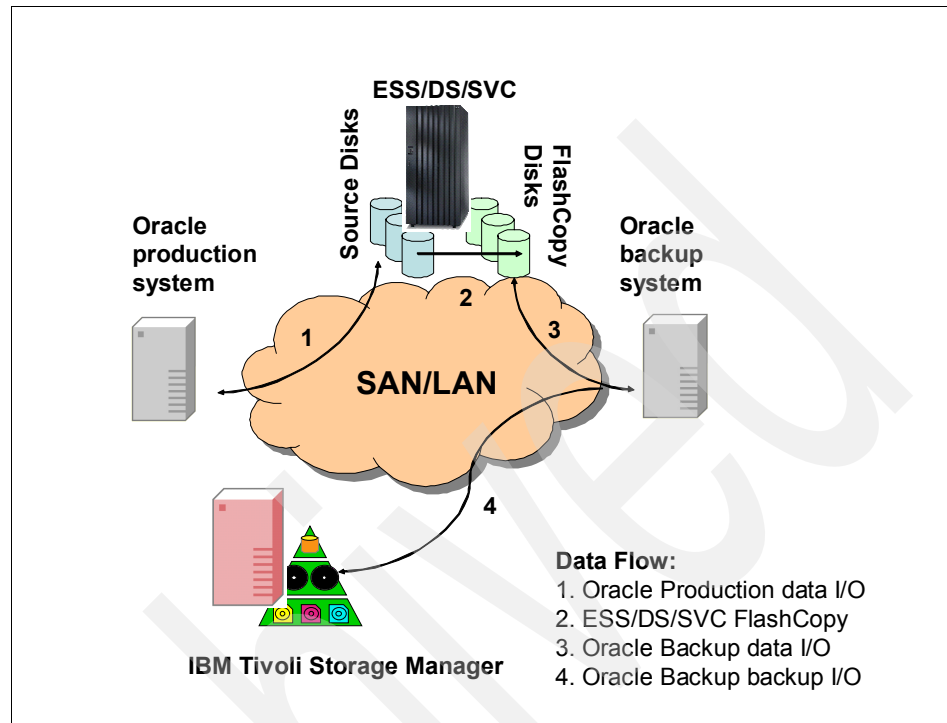 ESS/DS/SVC
Source Disks
FlashCopy
Disks
Oracle
production
system
Oracle
backup
system
1
2
3
SAN/LAN
4
IBM Tivoli Storage Manager
Data Flow:
1. Oracle Production data I/O
2. ESS/DS/SVC FlashCopy
3. Oracle Backup data I/O
4. Oracle Backup backup I/O